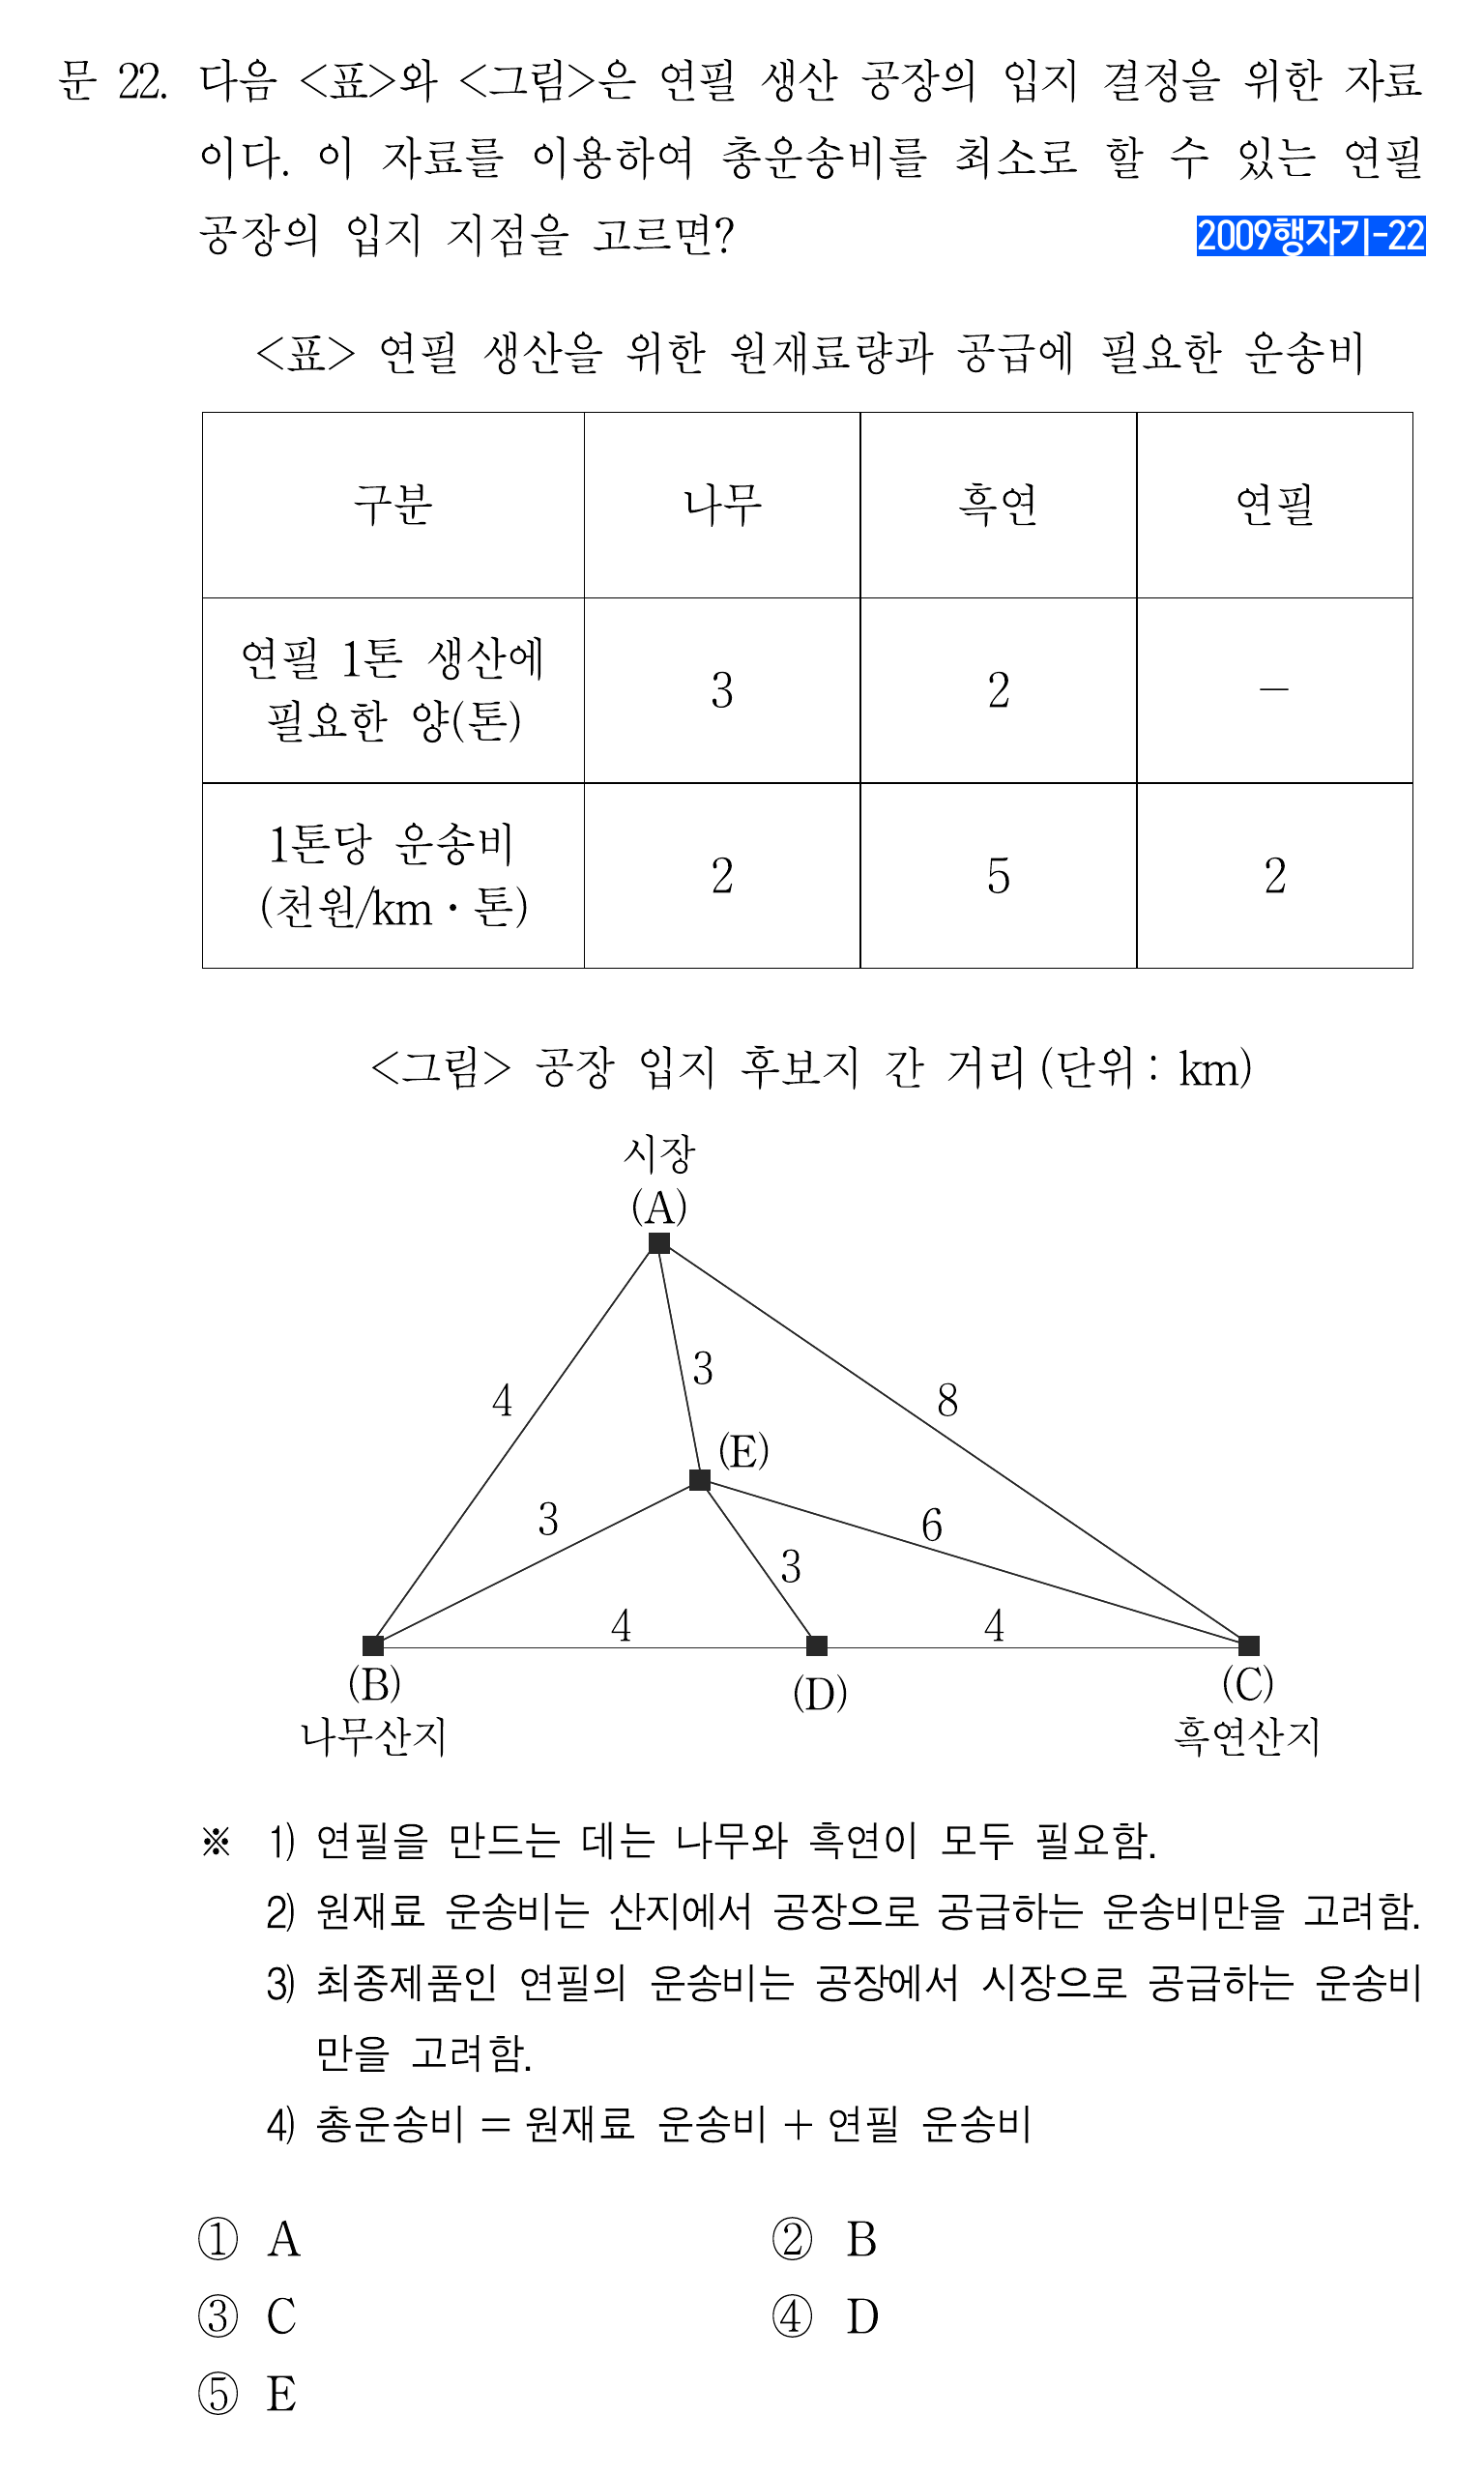 문 22. 다음 <표>와 <그림>은 연필 생산 공장의 입지 결정을 위한 자료
이다. 이 자료를 이용하여 총운송비를 최소로 할 수 있는 연필
공장의 입지 지점을 고르면? 2009행자기-22
<표> 연필 생산을 위한 원재료량과 공급에 필요한 운송비
구분 나무 흑연 연필
연필 1톤 생산에
필요한 양(톤) 3 2 -
1톤당 운송비
(천원/km·톤) 2 5 2
<그림> 공장 입지 후보지 간 거리(단위: km)
시장
(A)
3
4 8
(E)
3 6
3
4 4
(B) (D) (C)
나무산지 흑연산지
※ 1) 연필을 만드는 데는 나무와 흑연이 모두 필요함.
2) 원재료 운송비는 산지에서 공장으로 공급하는 운송비만을 고려함.
3) 최종제품인 연필의 운송비는 공장에서 시장으로 공급하는 운송비
만을 고려함.
4) 총운송비 = 원재료 운송비 + 연필 운송비
① A ② B
③ C ④ D
⑤ E